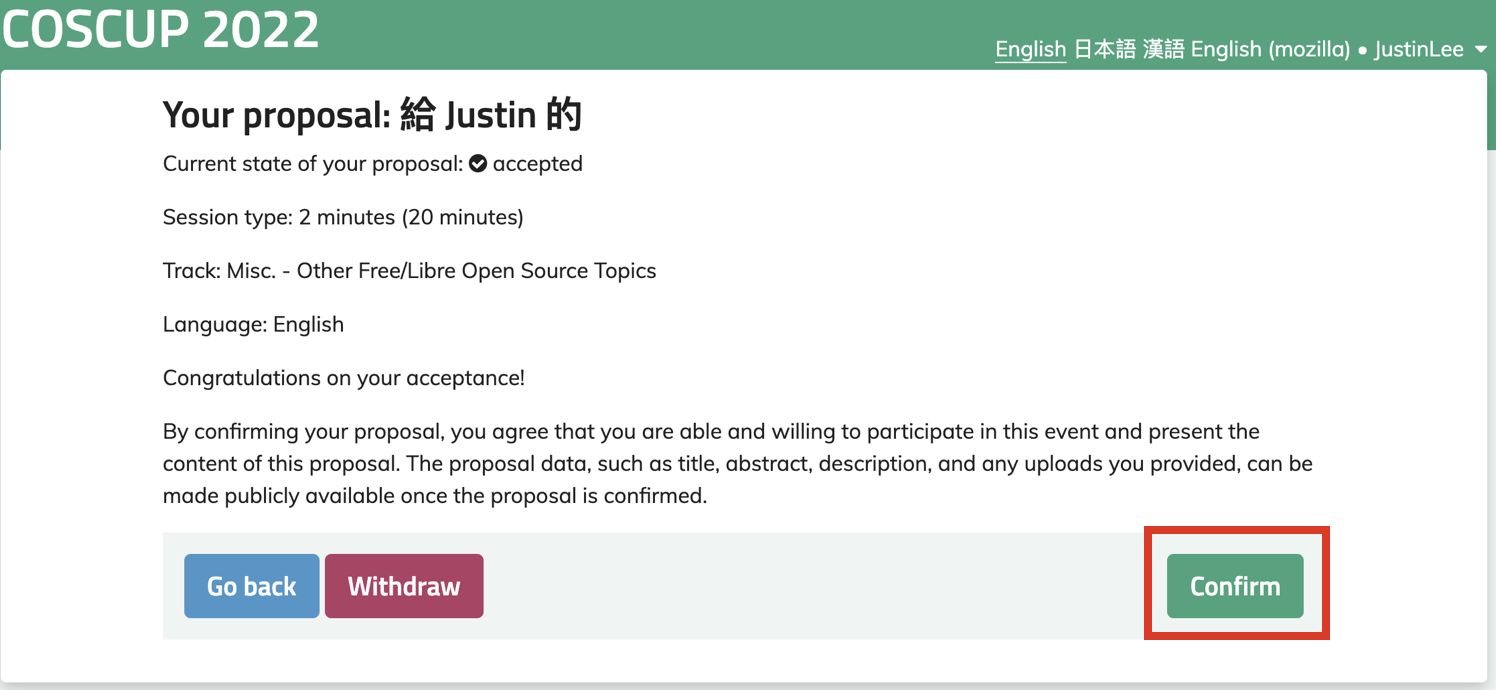 COSCUP 2022
English 日本語 漢語 English (mozilla) • JustinLee
Your proposal: 給 Justin 的
Current state of your proposal: accepted
Session type: 2 minutes (20 minutes)
Track: Misc. - Other Free/Libre Open Source Topics
Language: English
Congratulations on your acceptance!
By confirming your proposal, you agree that you are able and willing to participate in this event and present the
content of this proposal. The proposal data, such as title, abstract, description, and any uploads you provided, can be
made publicly available once the proposal is confirmed.
Go back Withdraw Confirm